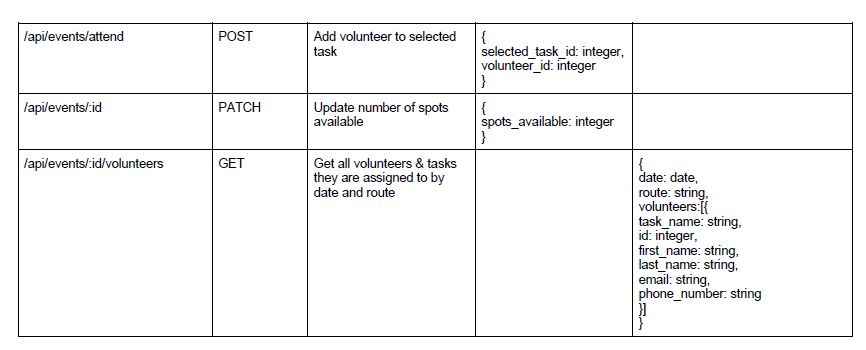 /api/events/attend
POST
Add volunteer to selected
task
{
selected_task_id: integer,
volunteer_id: integer
}
/api/events/:id
PATCH
Update number of spots
available
{
spots_available: integer
}
/api/events/:id/volunteers
GET
Get all volunteers & tasks
they are assigned to by
date and route
{
date: date,
route: string,
volunteers:[{
task_name: string,
id: integer,
first_name: string,
last_name: string,
email: string,
phone_number: string
}]
}